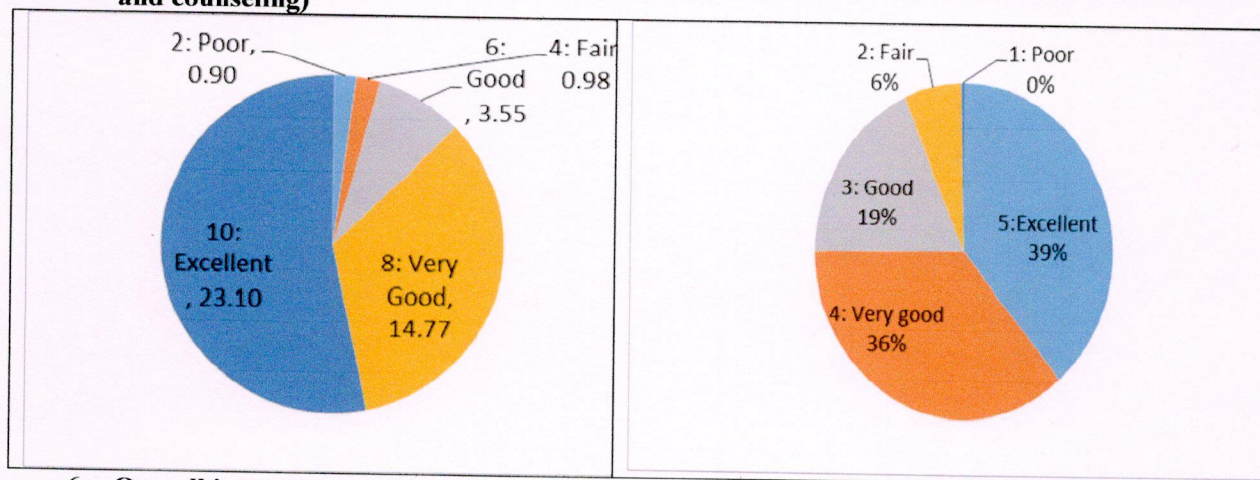 and counseling)
2: Poor,
0.90
6:
Good
, 3.55
4: Fair
0.98
10:
Excellent
, 23.10
8: Very
Good,
14.77
2: Fair
6%
1: Poor
0%
3: Good
19%
5:Excellent
39%
4: Very good
36%